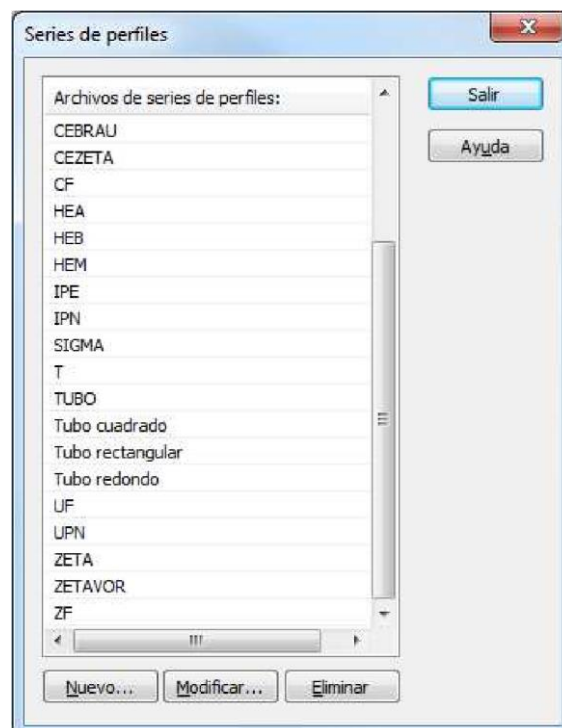 Series de perfiles
Archivos de series de perfiles:
Salir
CEBRAU
Ayuda
CEZETA
CF
HEA
HEB
HEM
IPE
IPN
SIGMA
T
TUBO
Tubo cuadrado
Tubo rectangular
Tubo redondo
UF
UPN
ZETA
ZETAVOR
ZF
Nuevo... Modificar... Eliminar